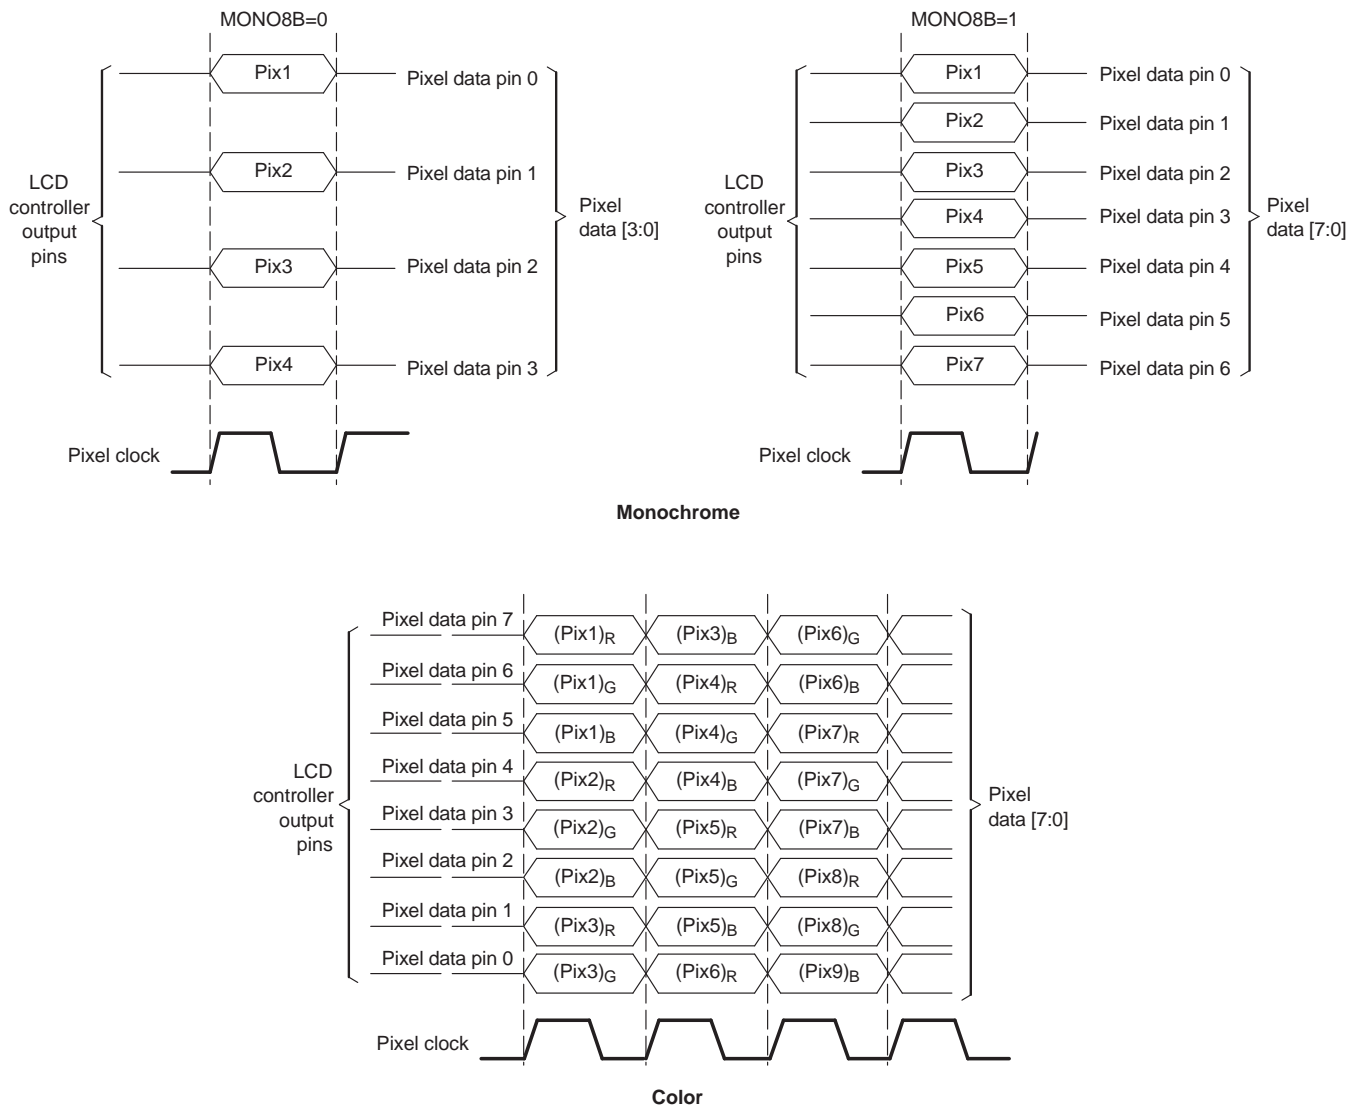 MONO8B=0
MONO8B=1
Pix1
Pixel data pin 0
Pix2
Pixel data pin 1
Pix3
Pixel data pin 2
Pix4
Pixel data pin 3
LCD
controller
output
pins
Pixel
data [3:0]
Pixel clock
Pix1
Pixel data pin 0
Pix2
Pixel data pin 1
Pix3
Pixel data pin 2
Pix4
Pixel data pin 3
Pix5
Pixel data pin 4
Pix6
Pixel data pin 5
Pix7
Pixel data pin 6
LCD
controller
output
pins
Pixel
data [7:0]
Pixel clock
Monochrome
Pixel data pin 7 (Pix1)R (Pix3)B (Pix6)G
Pixel data pin 6 (Pix1)G (Pix4)R (Pix6)B
Pixel data pin 5 (Pix1)B (Pix4)G (Pix7)R
Pixel data pin 4 (Pix2)R (Pix4)B (Pix7)G
Pixel data pin 3 (Pix2)G (Pix5)R (Pix7)B
Pixel data pin 2 (Pix2)B (Pix5)G (Pix8)R
Pixel data pin 1 (Pix3)R (Pix5)B (Pix8)G
Pixel data pin 0 (Pix3)G (Pix6)R (Pix9)B
LCD
controller
output
pins
Pixel
data [7:0]
Pixel clock
Color